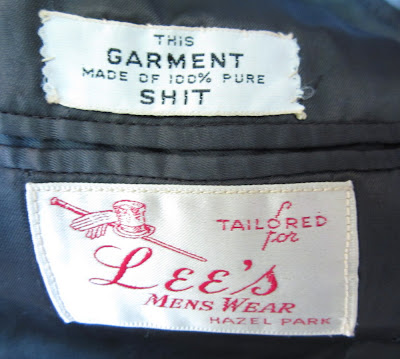 THIS
GARMENT
MADE OF 100% PURE
SHIT
TAILORED
for
LEE'S
MENS WEAR
HAZEL PARK